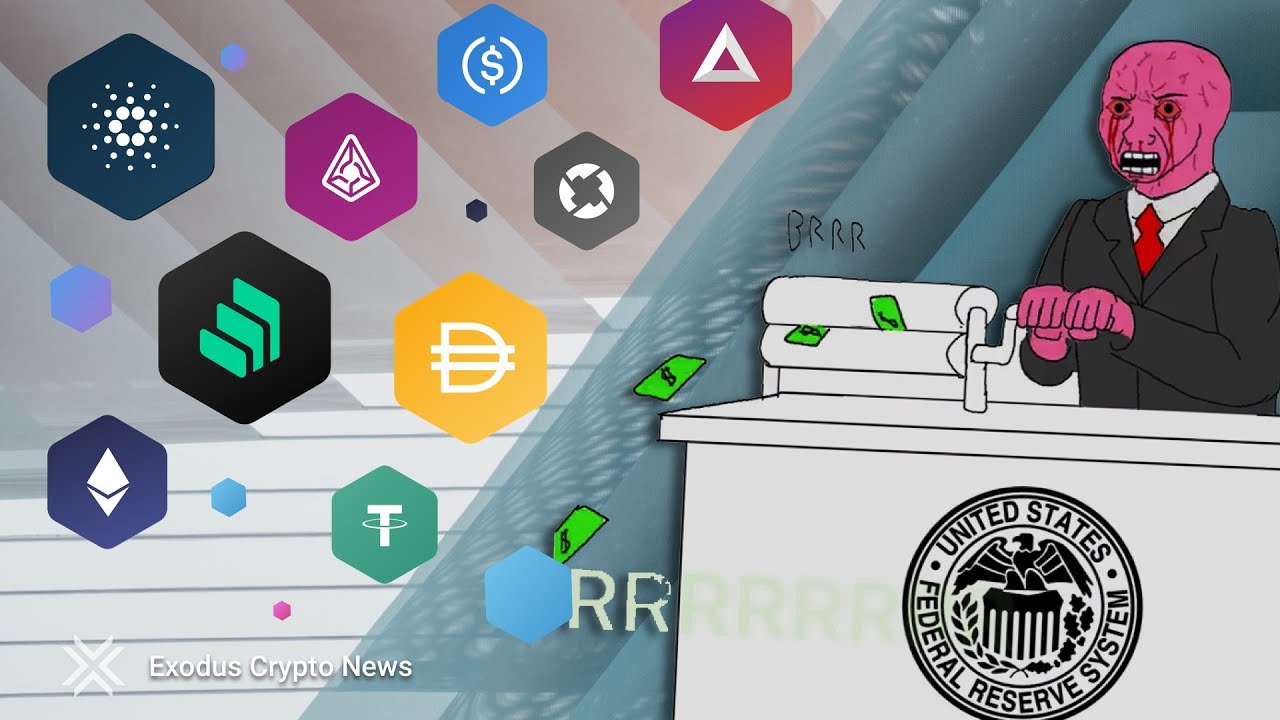 BRRR
RRRRRRR
UNITED STATES
FEDERAL RESERVE SYSTEM
Exodus Crypto News